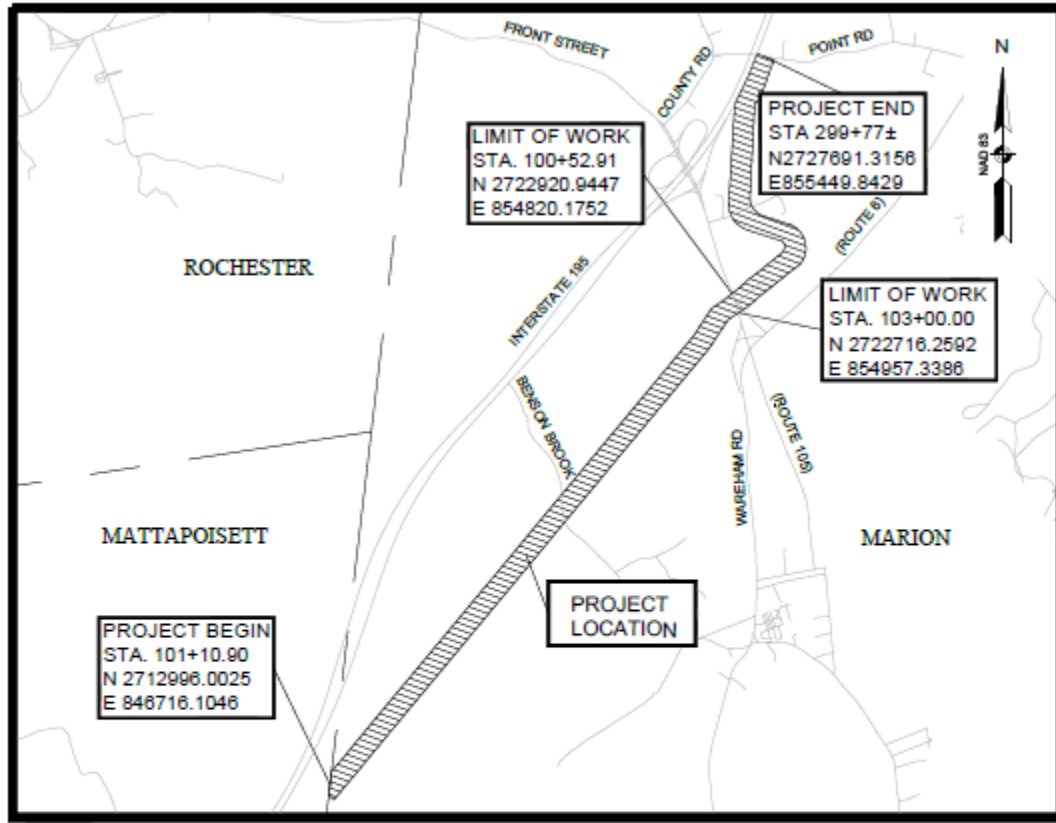 FRONT STREET
COUNTY RD
POINT RD
N
NAD 83
LIMIT OF WORK
STA. 100+52.91
N 2722920.9447
E 854820.1752
PROJECT END
STA 299+77±
N2727691.3156
E855449.8429
(ROUTE 6)
ROCHESTER
INTERSTATE 195
LIMIT OF WORK
STA. 103+00.00
N 2722716.2592
E 854957.3386
BENSON BROOK
(ROUTE 105)
WAREHAM RD
MATTAPOISETT
MARION
PROJECT
LOCATION
PROJECT BEGIN
STA. 101+10.90
N 2712996.0025
E 846716.1046